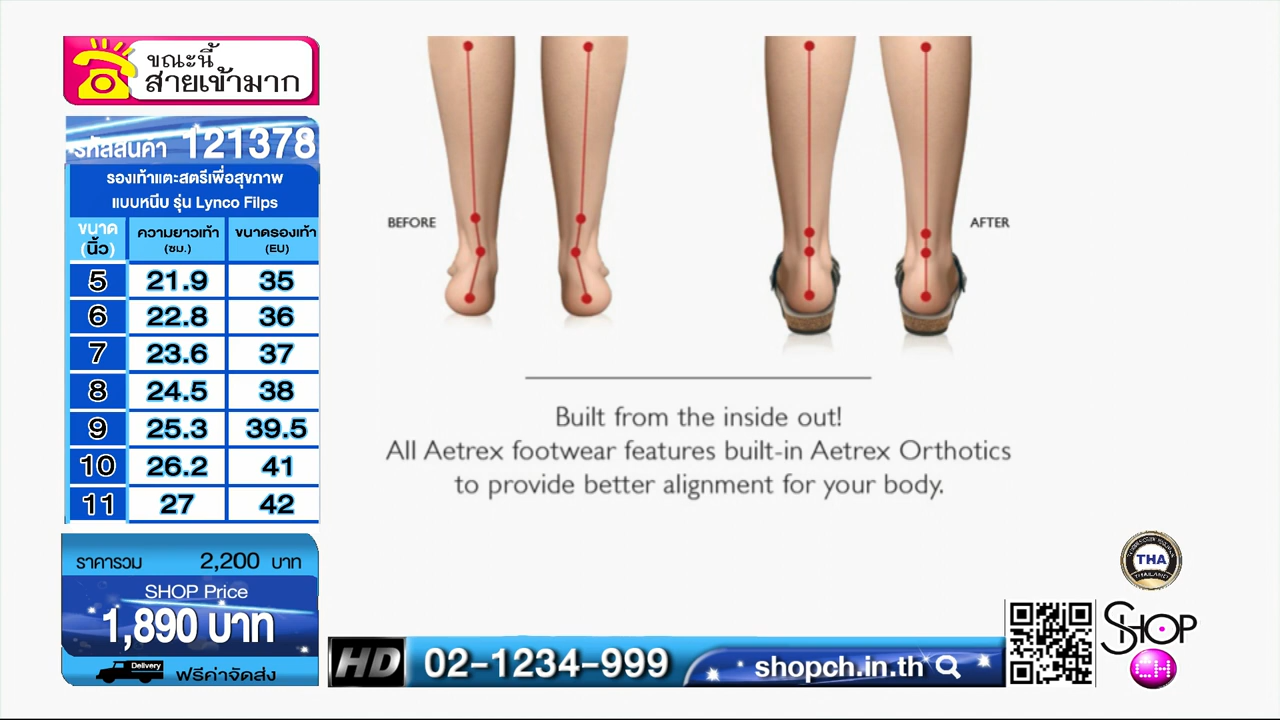 ขณะนี้
สายเข้ามาก
รหัสสินค้า 121378
รองเท้าแตะสตรีเพื่อสุขภาพ
แบบหนีบ รุ่น Lynco Filps
ขนาด (นิ้ว) ความยาวเท้า (ซม.) ขนาดรองเท้า (EU)
5 21.9 35
6 22.8 36
7 23.6 37
8 24.5 38
9 25.3 39.5
10 26.2 41
11 27 42
ราคารวม 2,200 บาท
SHOP Price
1,890 บาท
Delivery ฟรีค่าจัดส่ง
BEFORE
AFTER
Built from the inside out!
All Aetrex footwear features built-in Aetrex Orthotics
to provide better alignment for your body.
HD 02-1234-999 shopch.in.th
THA
THAILAND
SHOP
CH